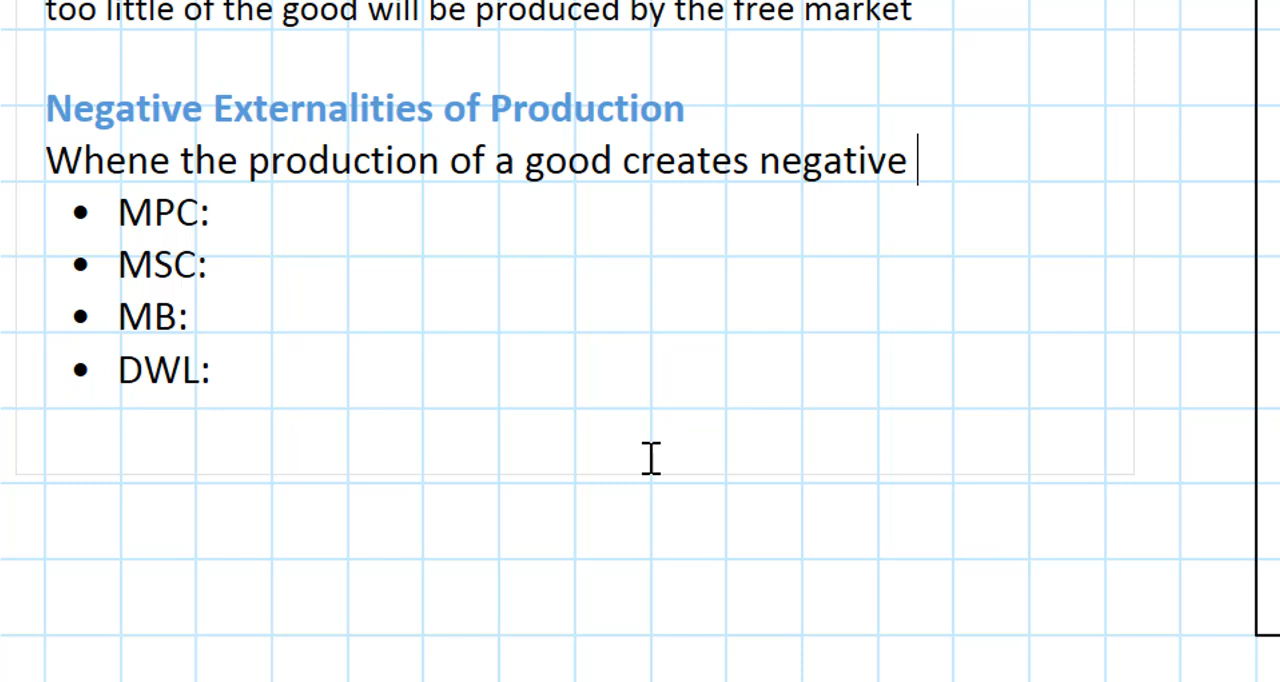 too little of the good will be produced by the free market
Negative Externalities of Production
Whene the production of a good creates negative
• MPC:
• MSC:
• MB:
• DWL: